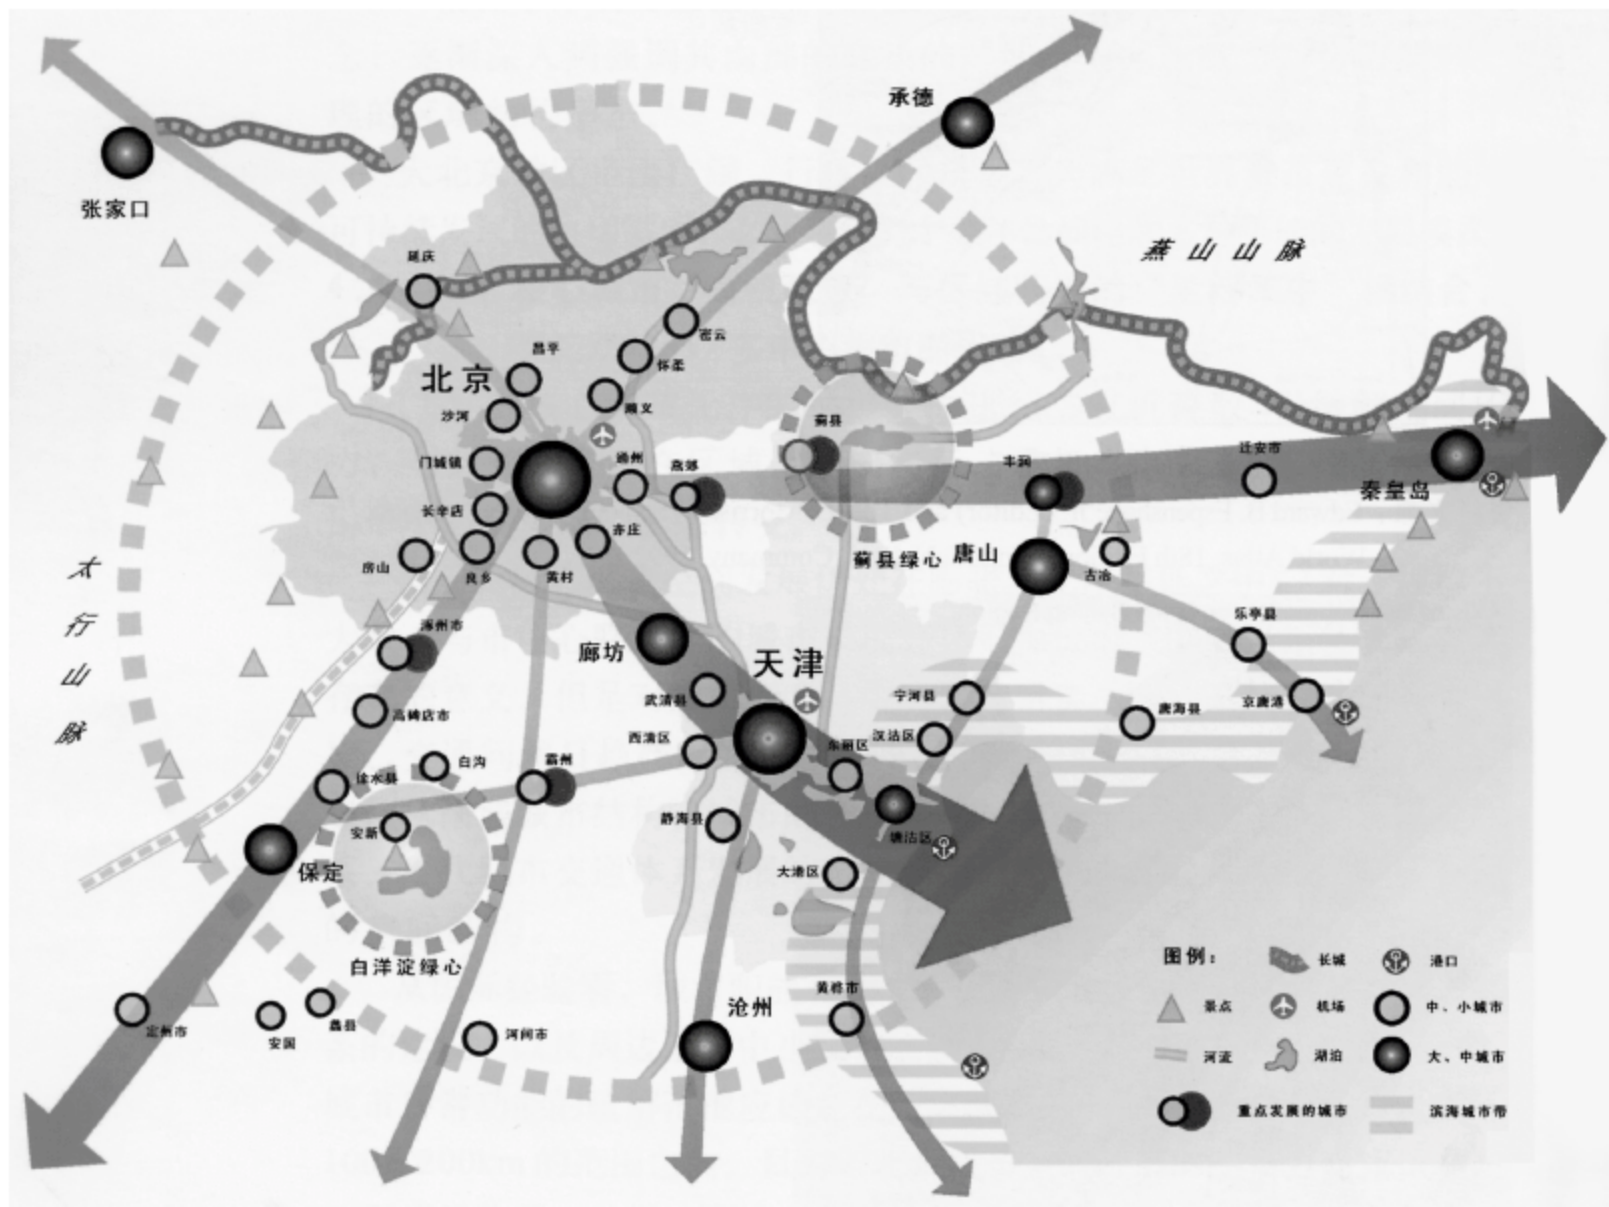 承德
张家口
燕山山脉
延庆
密云
昌平
怀柔
北京
顺义
沙河
蓟县
门城镇
通州
燕郊
丰润
迁安市
秦皇岛
长辛店
亦庄
蓟县绿心
唐山
房山
良乡
黄村
古冶
太行山脉
涿州市
廊坊
天津
乐亭县
武清县
宁河县
京唐港
唐海县
高碑店市
西青区
东丽区
汉沽区
白沟
霸州
徐水县
安新
静海县
塘沽区
保定
大港区
白洋淀绿心
图例：
长城
港口
黄骅市
沧州
景点
机场
中、小城市
定州市
安国
蠡县
河间市
河流
湖泊
大、中城市
重点发展的城市
滨海城市带